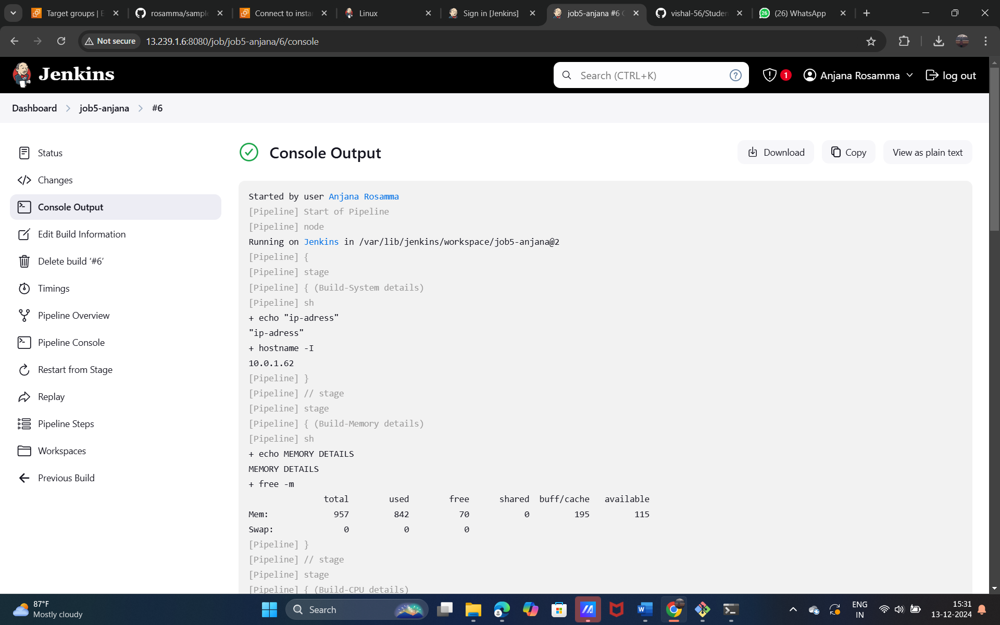 Target groups | E
rosamma/sample
Connect to insta
Linux
Sign in [Jenkins]
job5-anjana #6 C
vishal-56/Studen
(26) WhatsApp
Not secure
13.239.1.6:8080/job/job5-anjana/6/console
Jenkins
Search (CTRL+K)
1
Anjana Rosamma
log out
Dashboard
job5-anjana
#6
Status
Changes
Console Output
Edit Build Information
Delete build ‘#6’
Timings
Pipeline Overview
Pipeline Console
Restart from Stage
Replay
Pipeline Steps
Workspaces
Previous Build
Console Output
Download
Copy
View as plain text
Started by user Anjana Rosamma
[Pipeline] Start of Pipeline
[Pipeline] node
Running on Jenkins in /var/lib/jenkins/workspace/job5-anjana@2
[Pipeline] {
[Pipeline] stage
[Pipeline] { (Build-System details)
[Pipeline] sh
+ echo "ip-adress"
"ip-adress"
+ hostname -I
10.0.1.62
[Pipeline] }
[Pipeline] // stage
[Pipeline] stage
[Pipeline] { (Build-Memory details)
[Pipeline] sh
+ echo MEMORY DETAILS
MEMORY DETAILS
+ free -m
total used free shared buff/cache available
Mem: 957 842 70 0 195 115
Swap: 0 0 0
[Pipeline] }
[Pipeline] // stage
[Pipeline] stage
[Pipeline] { (Build-CPU details)
87°F
Mostly cloudy
Search
ENG
IN
15:31
13-12-2024